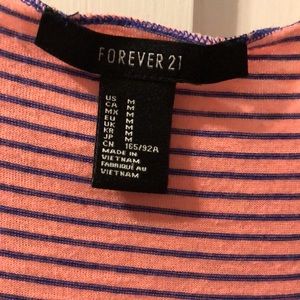 FOREVER 21
US M
CA M
MX M
EU M
UK M
KR M
JP M
CN 165/92A
MADE IN
VIETNAM
FABRIQUÉ AU
VIETNAM